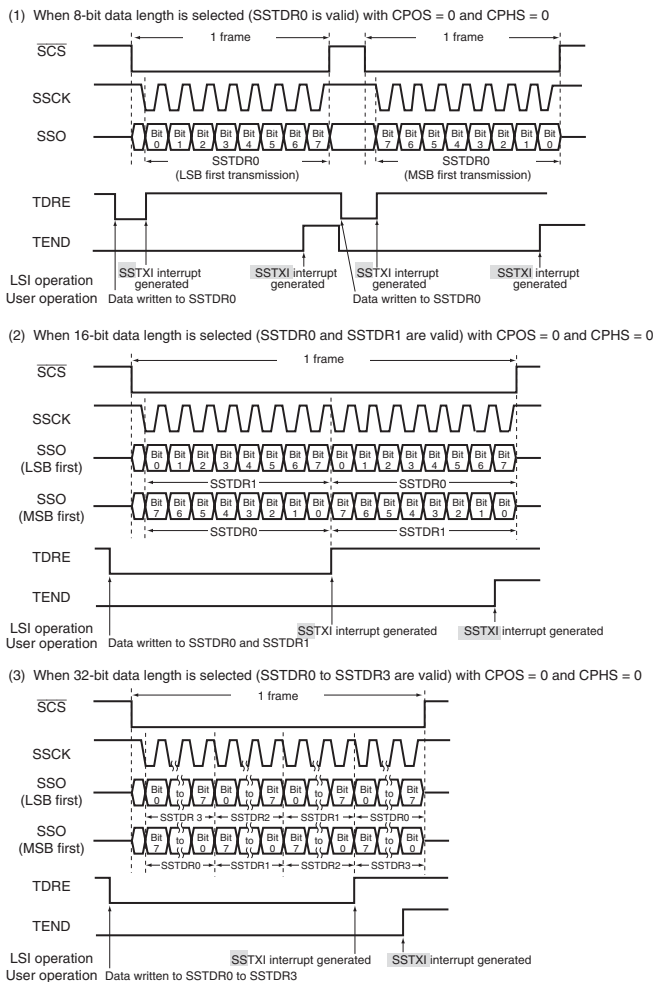 (1) When 8-bit data length is selected (SSTDR0 is valid) with CPOS = 0 and CPHS = 0
1 frame 1 frame
SCS
SSCK
SSO Bit 0 Bit 1 Bit 2 Bit 3 Bit 4 Bit 5 Bit 6 Bit 7 Bit 7 Bit 6 Bit 5 Bit 4 Bit 3 Bit 2 Bit 1 Bit 0
SSTDR0 SSTDR0
(LSB first transmission) (MSB first transmission)
TDRE
TEND
LSI operation SSTXI interrupt generated SSTXI interrupt generated SSTXI interrupt generated SSTXI interrupt generated
User operation Data written to SSTDR0 Data written to SSTDR0
(2) When 16-bit data length is selected (SSTDR0 and SSTDR1 are valid) with CPOS = 0 and CPHS = 0
1 frame
SCS
SSCK
SSO (LSB first) Bit 0 Bit 1 Bit 2 Bit 3 Bit 4 Bit 5 Bit 6 Bit 7 Bit 0 Bit 1 Bit 2 Bit 3 Bit 4 Bit 5 Bit 6 Bit 7
SSTDR1 SSTDR0
SSO (MSB first) Bit 7 Bit 6 Bit 5 Bit 4 Bit 3 Bit 2 Bit 1 Bit 0 Bit 7 Bit 6 Bit 5 Bit 4 Bit 3 Bit 2 Bit 1 Bit 0
SSTDR0 SSTDR1
TDRE
TEND
LSI operation SSTXI interrupt generated SSTXI interrupt generated
User operation Data written to SSTDR0 and SSTDR1
(3) When 32-bit data length is selected (SSTDR0 to SSTDR3 are valid) with CPOS = 0 and CPHS = 0
1 frame
SCS
SSCK
SSO (LSB first) Bit 0 to Bit 7 Bit 0 to Bit 7 Bit 0 to Bit 7 Bit 0 to Bit 7
SSTDR 3 SSTDR2 SSTDR1 SSTDR0
SSO (MSB first) Bit 7 to Bit 0 Bit 7 to Bit 0 Bit 7 to Bit 0 Bit 7 to Bit 0
SSTDR0 SSTDR1 SSTDR2 SSTDR3
TDRE
TEND
LSI operation SSTXI interrupt generated SSTXI interrupt generated
User operation Data written to SSTDR0 to SSTDR3